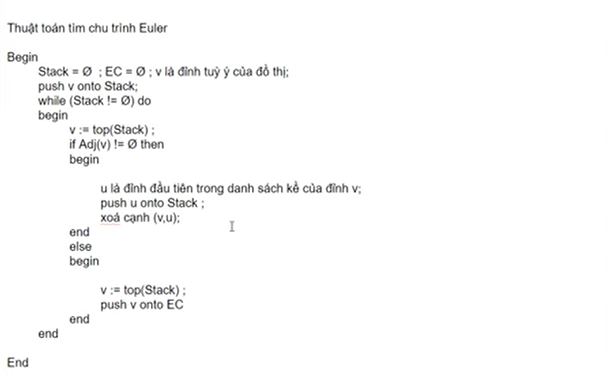 Thuật toán tìm chu trình Euler
Begin
Stack = Ø ; EC = Ø ; v là đỉnh tuỳ ý của đồ thị;
push v onto Stack;
while (Stack != Ø) do
begin
v := top(Stack) ;
if Adj(v) != Ø then
begin
u là đỉnh đầu tiên trong danh sách kề của đỉnh v;
push u onto Stack ;
xoá cạnh (v,u);
end
else
begin
v := top(Stack) ;
push v onto EC
end
end
End